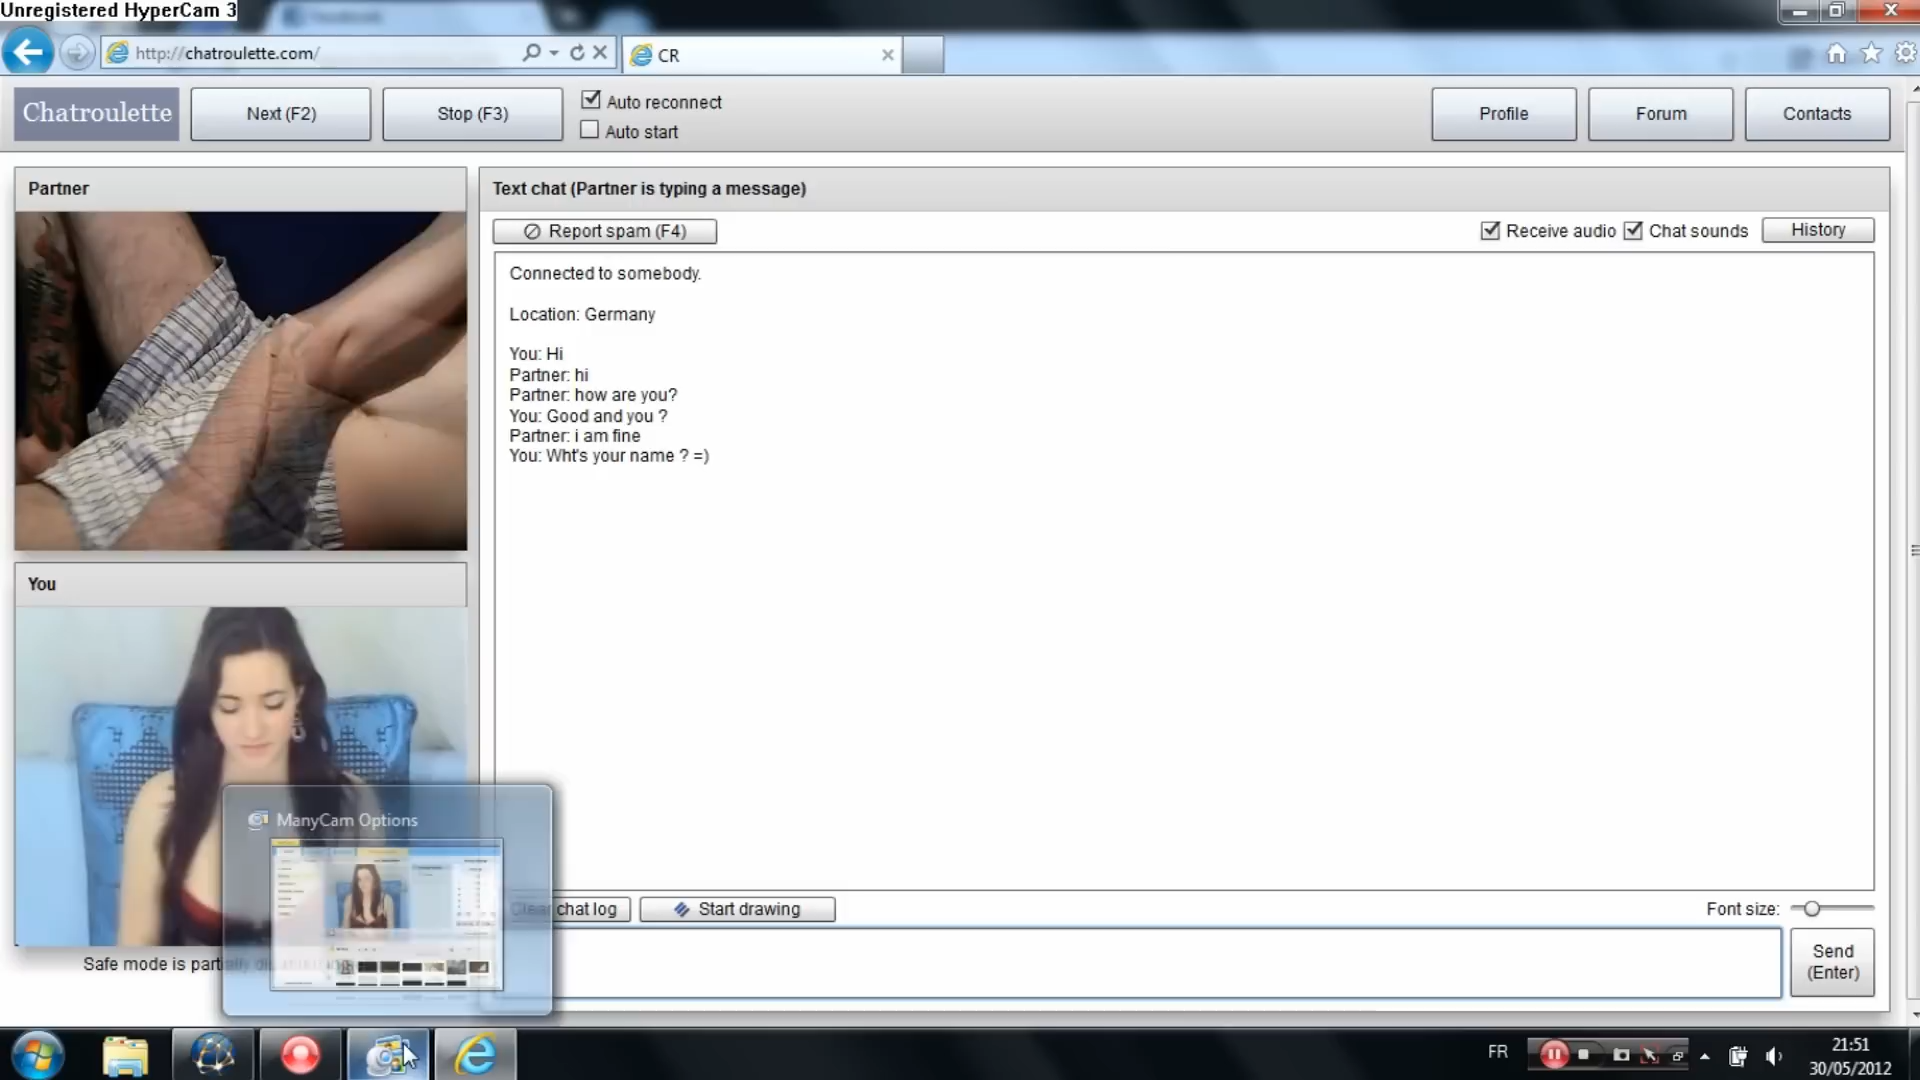 Unregistered HyperCam 3
http://chatroulette.com/
CR
Chatroulette
Next (F2)
Stop (F3)
Auto reconnect
Auto start
Profile
Forum
Contacts
Partner
Text chat (Partner is typing a message)
Report spam (F4)
Receive audio
Chat sounds
History
Connected to somebody.
Location: Germany
You: Hi
Partner: hi
Partner: how are you?
You: Good and you ?
Partner: i am fine
You: Wht's your name ? =)
You
ManyCam Options
Clear chat log
Start drawing
Font size:
Safe mode is
Send
(Enter)
FR
21:51
30/05/2012